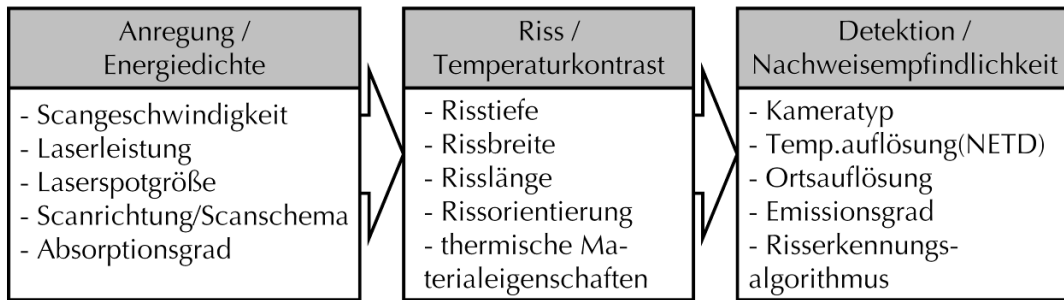 Anregung /
Energiedichte
- Scangeschwindigkeit
- Laserleistung
- Laserspotgröße
- Scanrichtung/Scanschema
- Absorptionsgrad
Riss /
Temperaturkontrast
- Risstiefe
- Rissbreite
- Risslänge
- Rissorientierung
- thermische Ma-
terialeigenschaften
Detektion /
Nachweisempfindlichkeit
- Kameratyp
- Temp.auflösung(NETD)
- Ortsauflösung
- Emissionsgrad
- Risserkennungs-
algorithmus